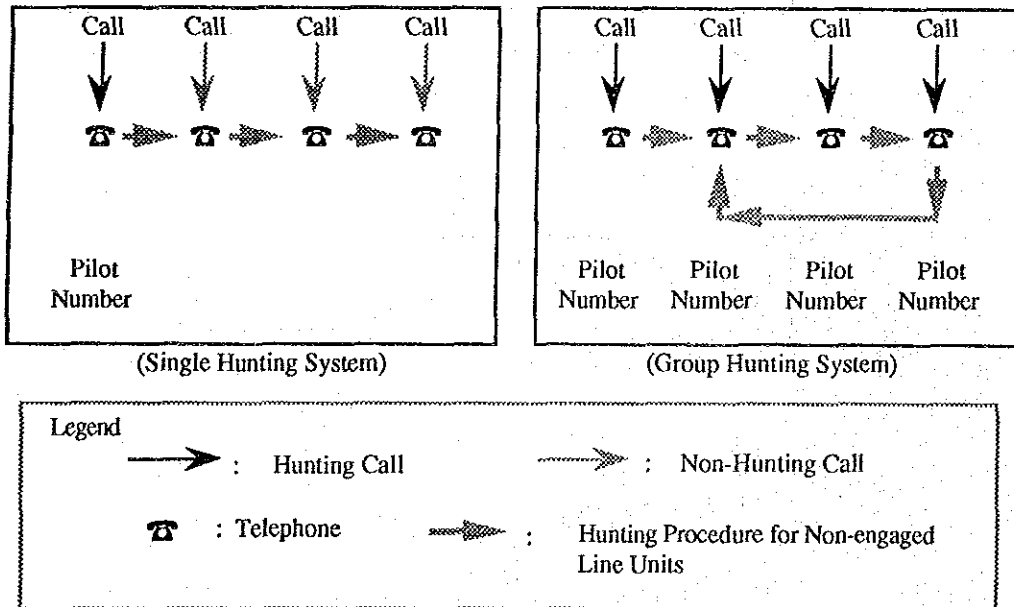 Call Call Call Call
Pilot
Number
(Single Hunting System)
Call Call Call Call
Pilot Pilot Pilot Pilot
Number Number Number Number
(Group Hunting System)
Legend
: Hunting Call
: Non-Hunting Call
: Telephone
: Hunting Procedure for Non-engaged
Line Units